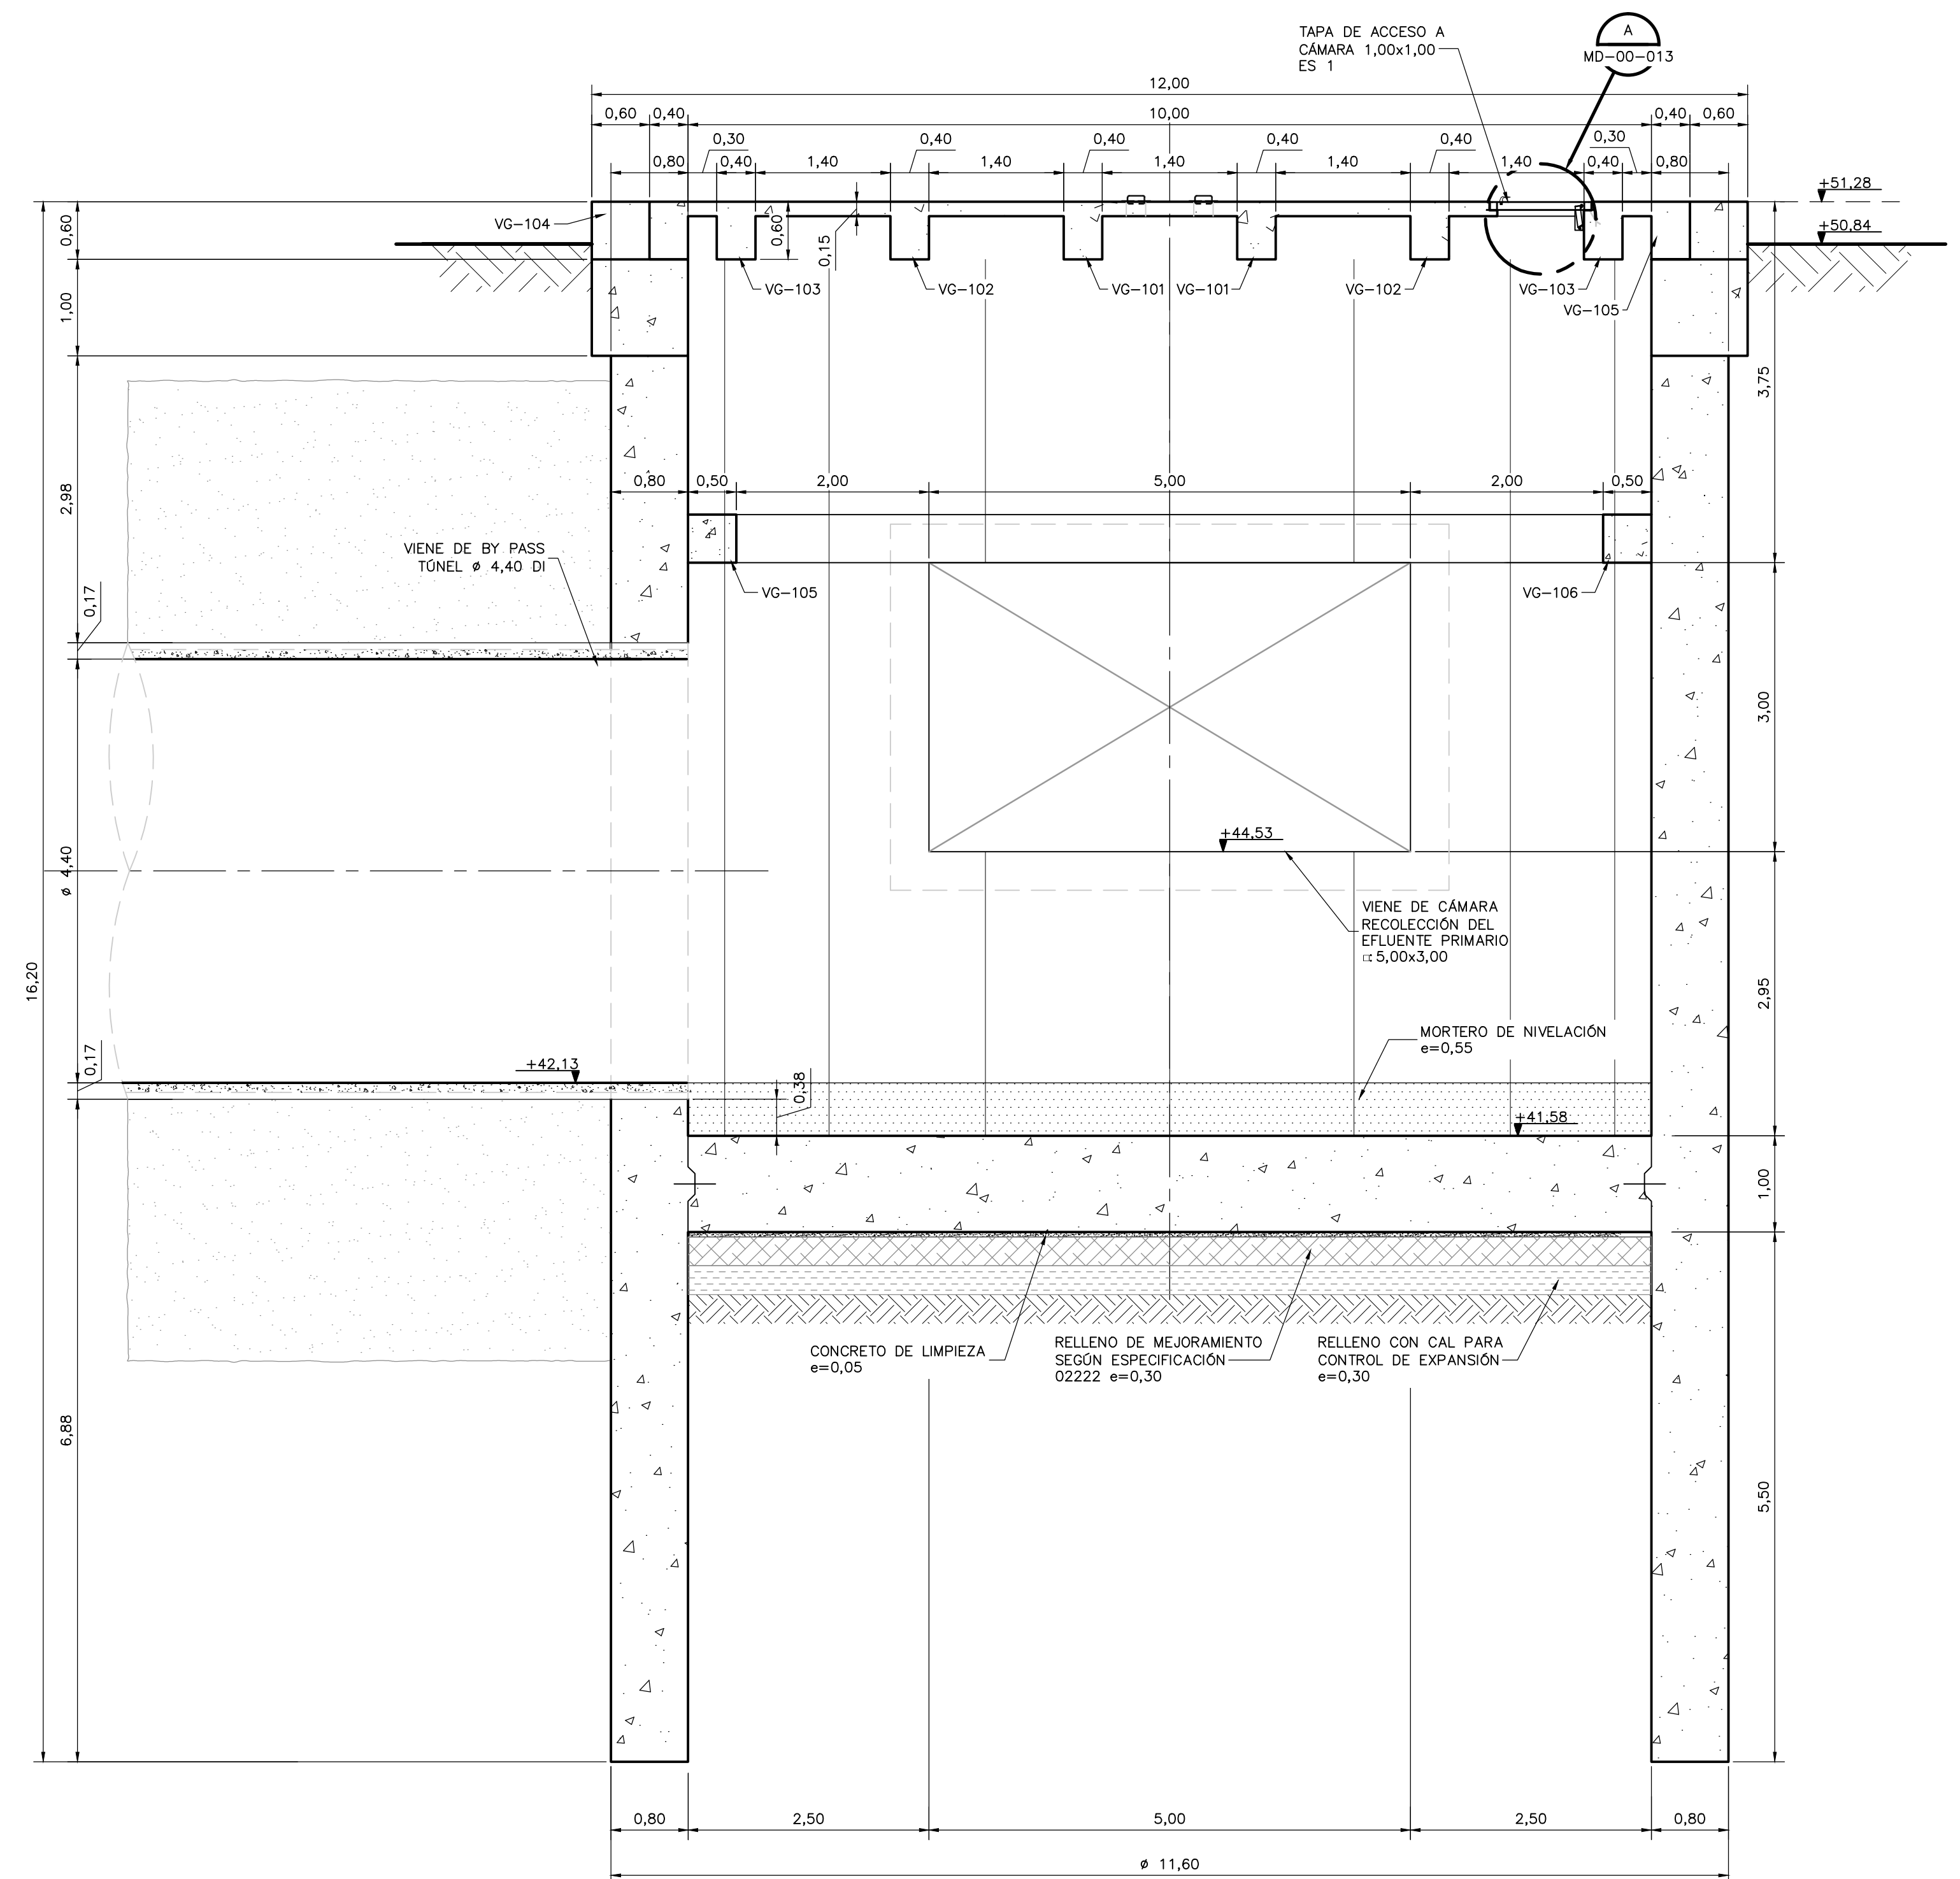 TAPA DE ACCESO A
CÁMARA 1,00x1,00
ES 1
A
MD-00-013
12,00
0,60
0,40
10,00
0,40
0,60
0,30
0,40
0,40
0,40
0,40
0,30
0,80
0,40
1,40
1,40
1,40
1,40
1,40
0,40
0,80
+51,28
+50,84
0,60
VG-104
0,15
0,60
1,00
VG-103
VG-102
VG-101
VG-101
VG-102
VG-103
VG-105
3,75
2,98
0,80
0,50
2,00
5,00
2,00
0,50
VIENE DE BY PASS
TÚNEL ø 4,40 DI
0,17
VG-105
VG-106
3,00
+44,53
ø 4,40
VIENE DE CÁMARA
RECOLECCIÓN DEL
EFLUENTE PRIMARIO
□: 5,00x3,00
16,20
2,95
MORTERO DE NIVELACIÓN
e=0,55
0,17
+42,13
0,38
+41,58
1,00
CONCRETO DE LIMPIEZA
e=0,05
RELLENO DE MEJORAMIENTO
SEGÚN ESPECIFICACIÓN
02222 e=0,30
RELLENO CON CAL PARA
CONTROL DE EXPANSIÓN
e=0,30
6,88
5,50
0,80
2,50
5,00
2,50
0,80
ø 11,60